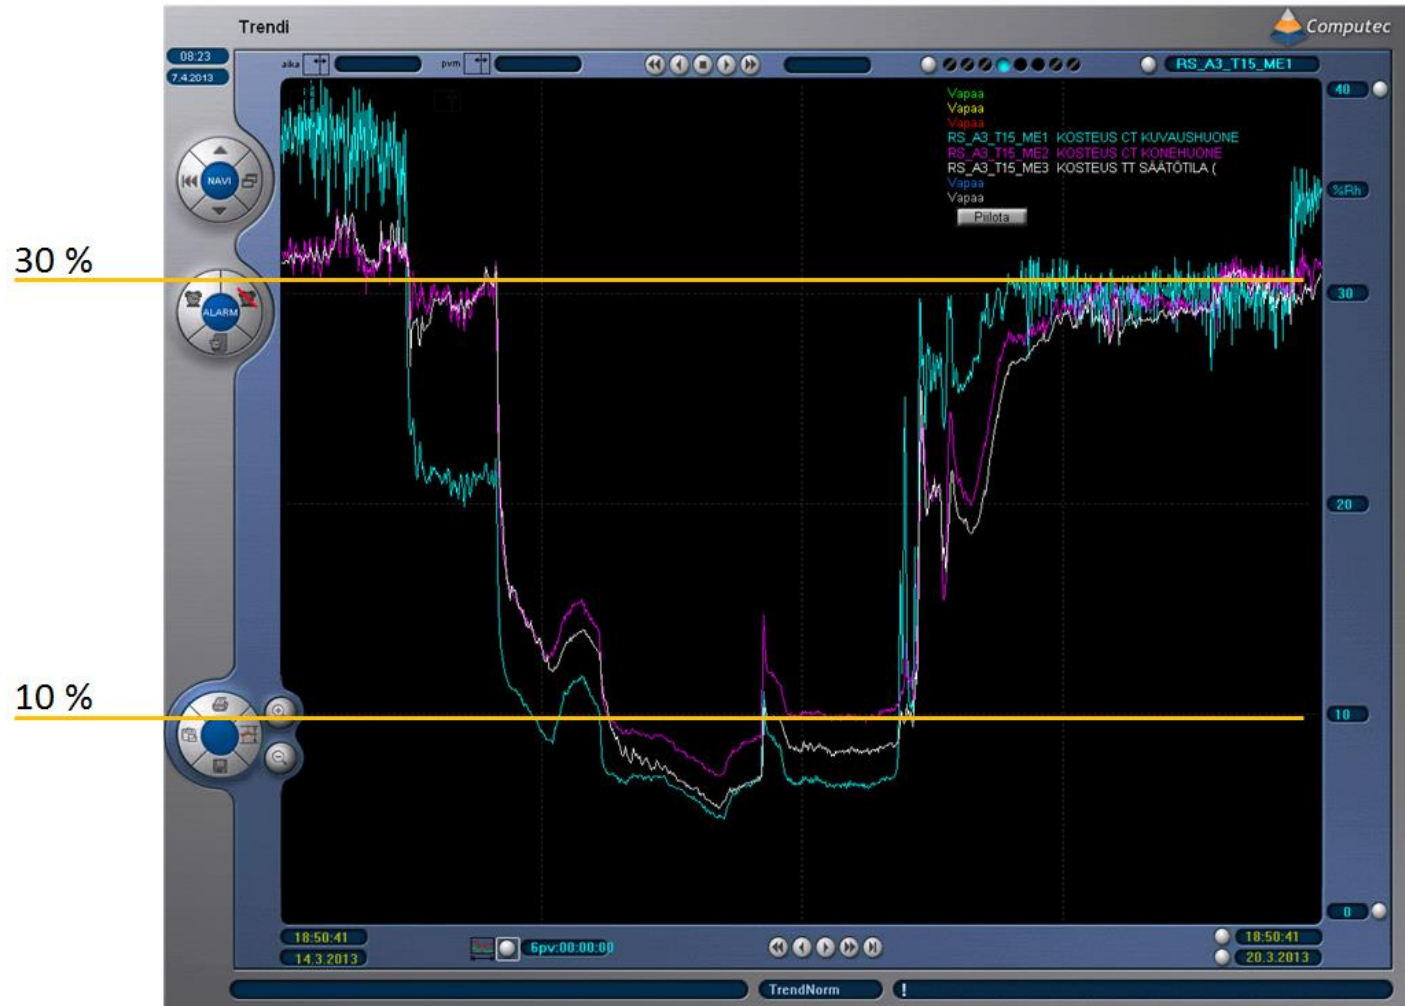 Trendi
Computec
08:23
7.4.2013
aika
pvm
RS_A3_T15_ME1
40
Vapaa
Vapaa
Vapaa
RS_A3_T15_ME1 KOSTEUS CT KUVAUSHUONE
RS_A3_T15_ME2 KOSTEUS CT KONEHUONE
RS_A3_T15_ME3 KOSTEUS TT SÄÄTÖTILA (
Vapaa
Vapaa
Piilota
NAVI
%Rh
30 %
ALARM
30
20
10 %
10
0
18:50:41
14.3.2013
6pv:00:00:00
18:50:41
20.3.2013
TrendNorm
!